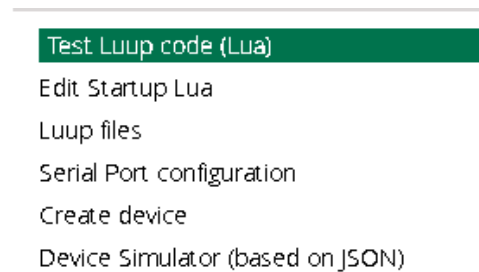 Test Luup code (Lua)
Edit Startup Lua
Luup files
Serial Port configuration
Create device
Device Simulator (based on JSON)